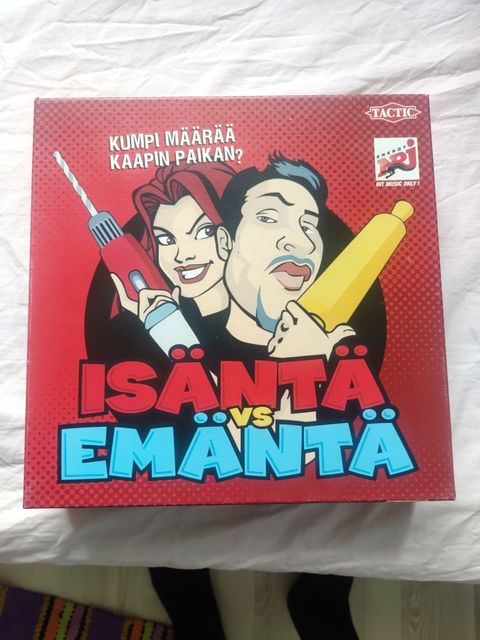 TACTIC
KUMPI MÄÄRÄÄ
KAAPIN PAIKAN?
ENERGY
NRJ
HIT MUSIC ONLY!
ISÄNTÄ
VS
EMÄNTÄ